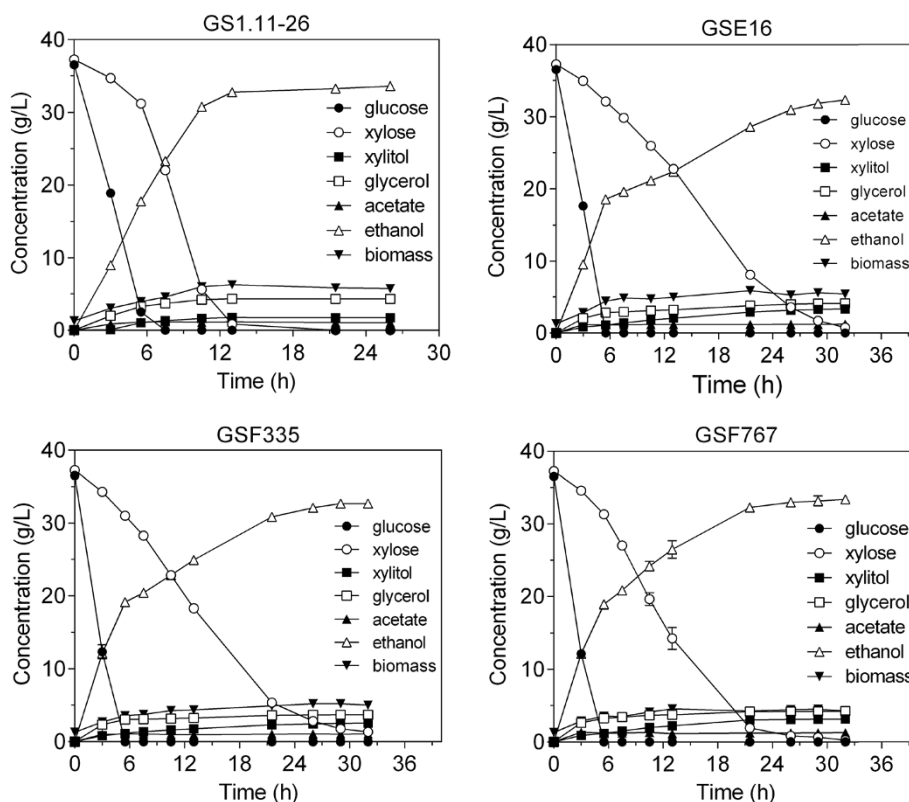 GS1.11-26
Concentration (g/L)
40
30
20
10
0
glucose
xylose
xylitol
glycerol
acetate
ethanol
biomass
0 6 12 18 24 30
Time (h)
GSE16
Concentration (g/L)
40
30
20
10
0
glucose
xylose
xylitol
glycerol
acetate
ethanol
biomass
0 6 12 18 24 30 36
Time (h)
GSF335
Concentration (g/L)
40
30
20
10
0
glucose
xylose
xylitol
glycerol
acetate
ethanol
biomass
0 6 12 18 24 30 36
Time (h)
GSF767
Concentration (g/L)
40
30
20
10
0
glucose
xylose
xylitol
glycerol
acetate
ethanol
biomass
0 6 12 18 24 30 36
Time (h)